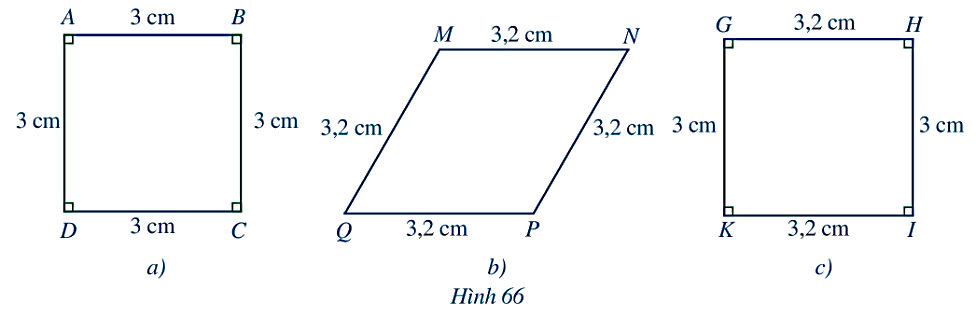 A 3 cm B
3 cm 3 cm
D 3 cm C
a)
M 3,2 cm N
3,2 cm 3,2 cm
Q 3,2 cm P
b)
G 3,2 cm H
3 cm 3 cm
K 3,2 cm I
c)
Hình 66